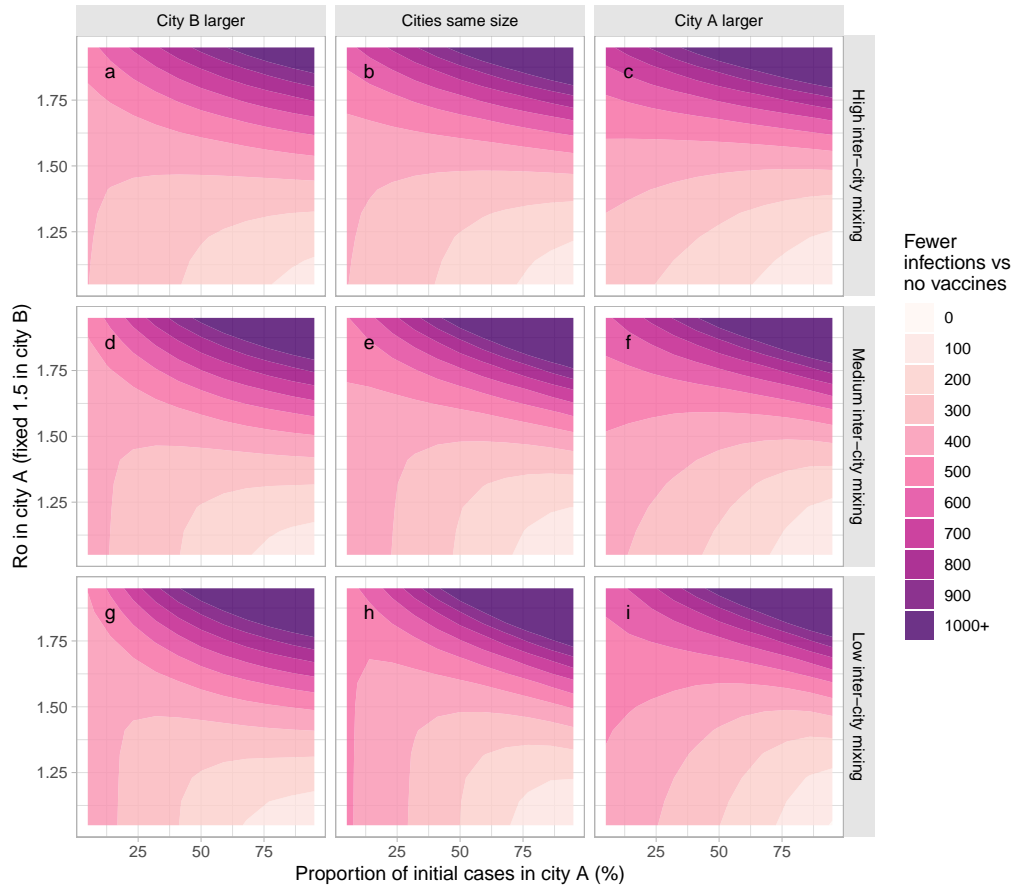 City B larger
Cities same size
City A larger
a
b
c
1.75
1.50
1.25
High inter−city mixing
d
e
f
1.75
1.50
1.25
Medium inter−city mixing
g
h
i
1.75
1.50
1.25
Low inter−city mixing
25
50
75
25
50
75
25
50
75
Proportion of initial cases in city A (%)
Ro in city A (fixed 1.5 in city B)
Fewer
infections vs
no vaccines
0
100
200
300
400
500
600
700
800
900
1000+